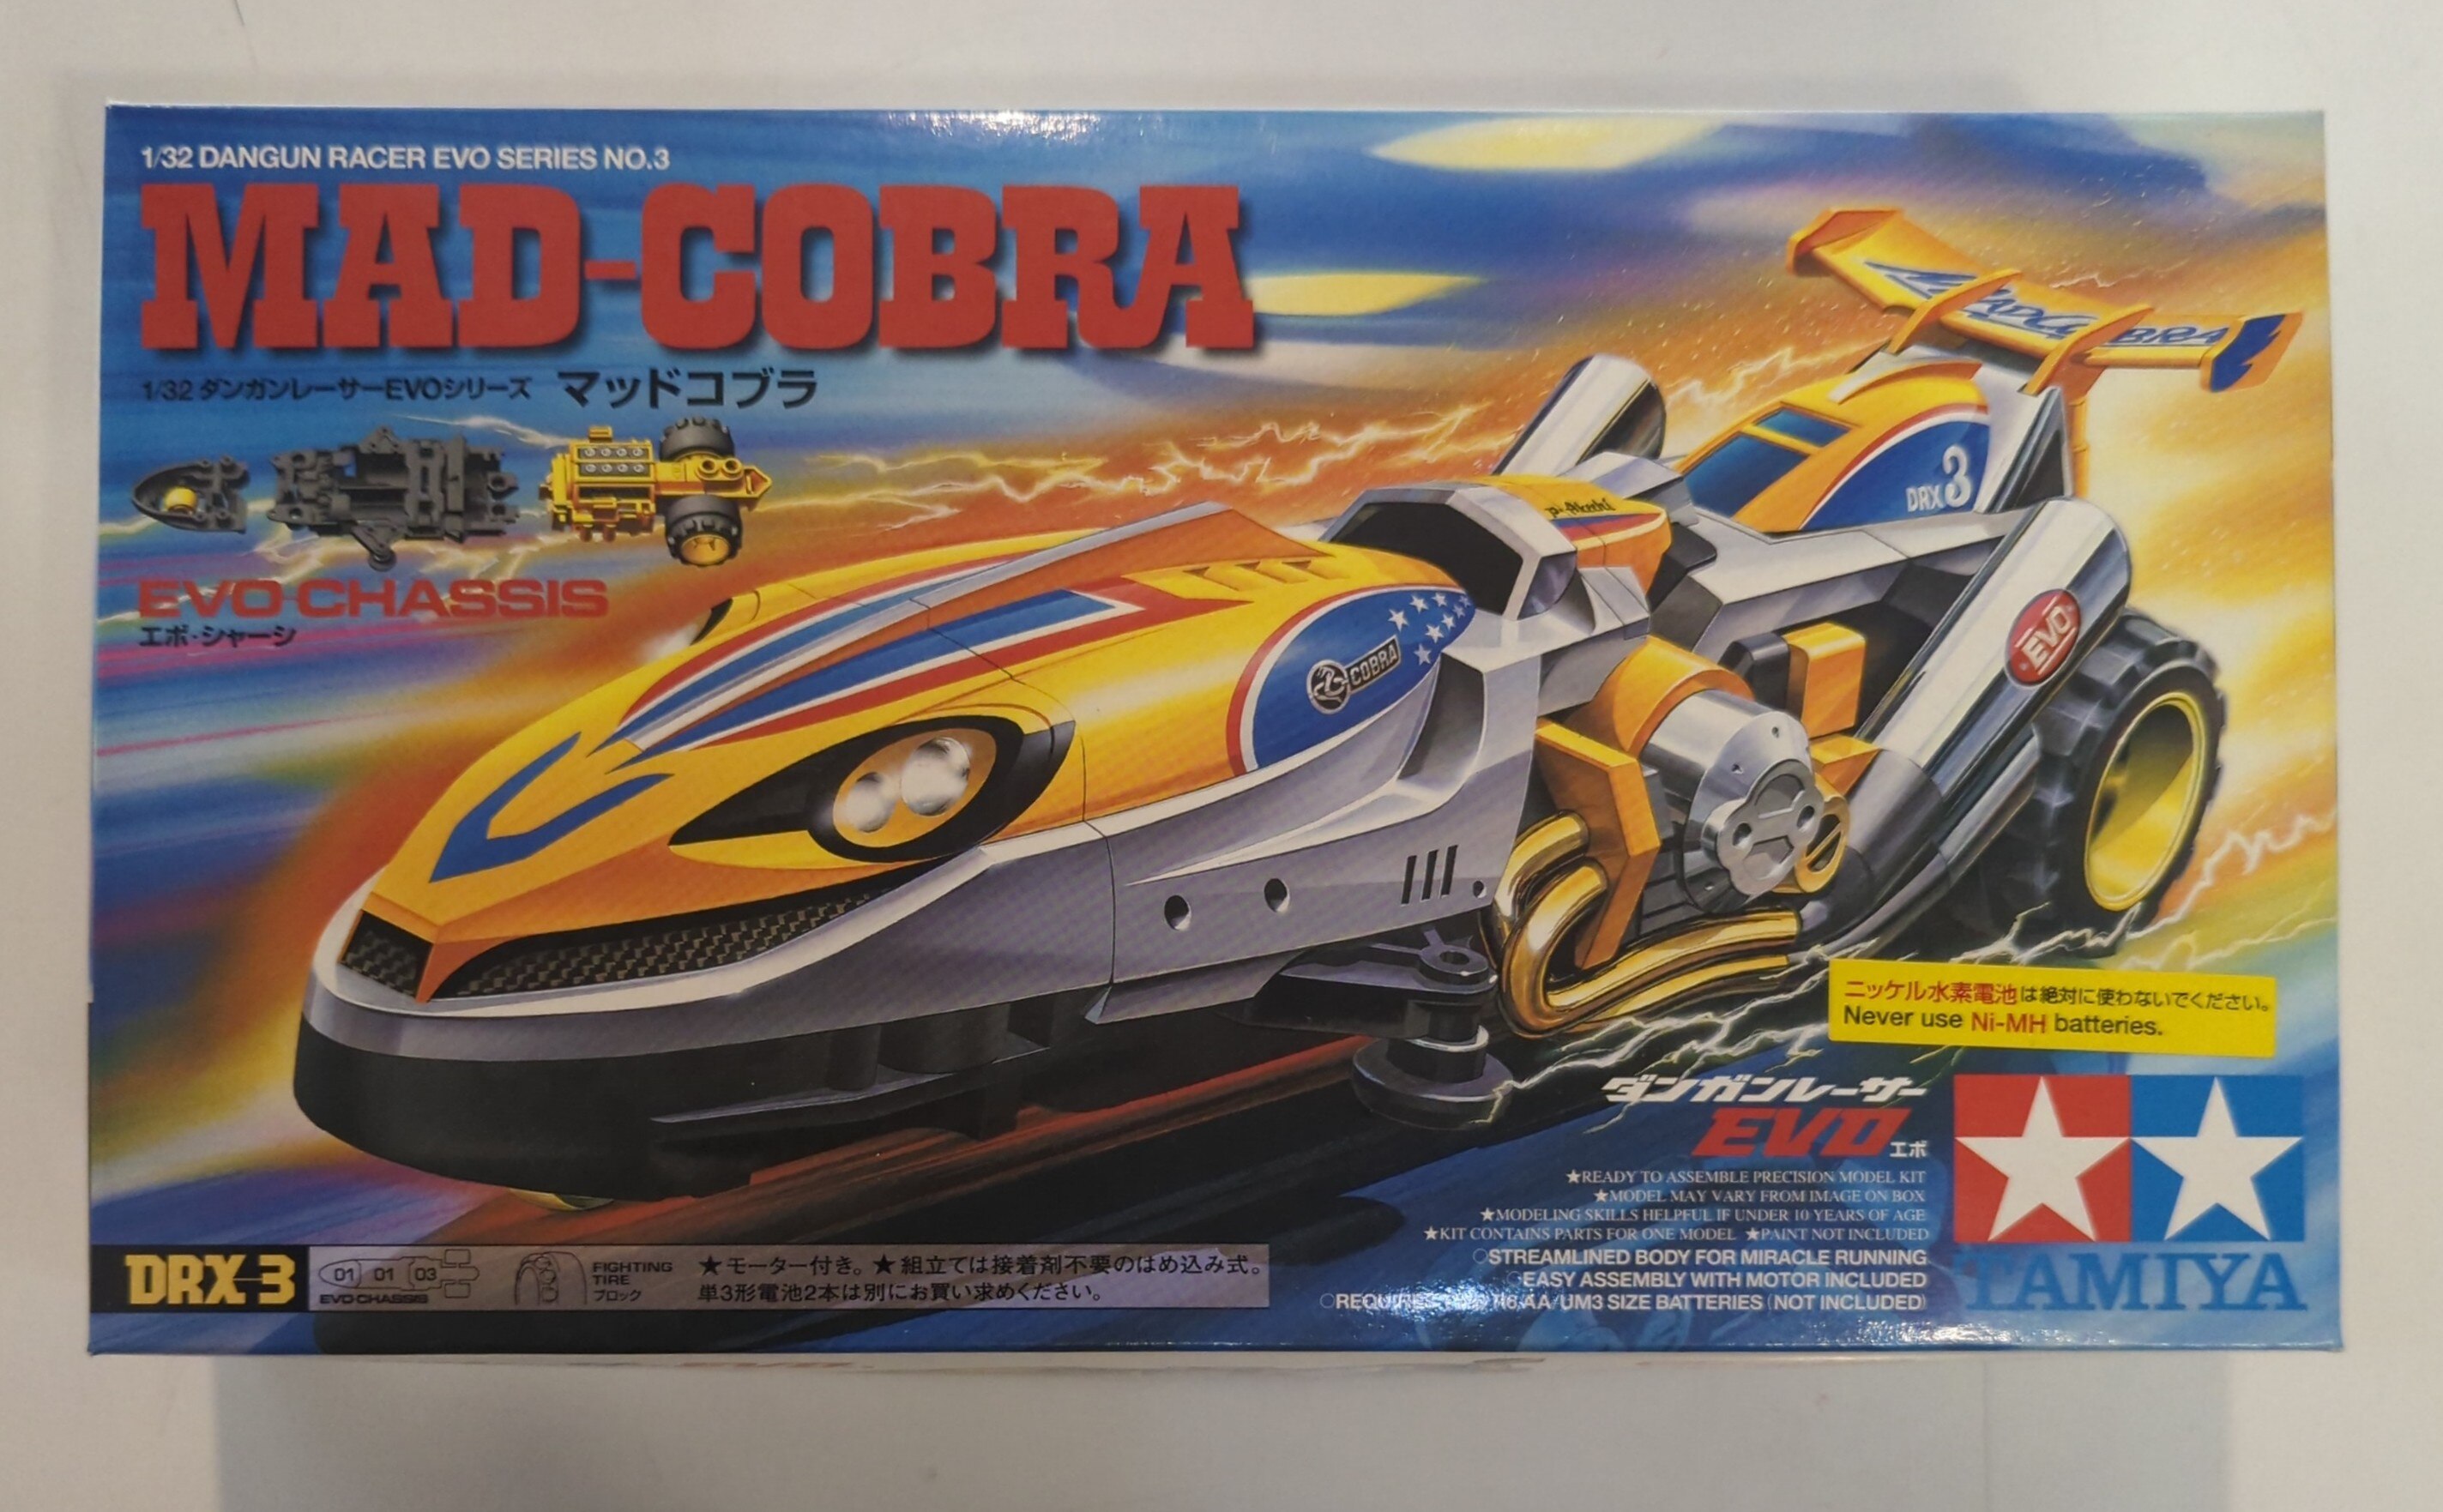 1/32 DANGUN RACER EVO SERIES NO.3
MAD-COBRA
1/32 ダンガンレーサーEVOシリーズ マッドコブラ
EVO CHASSIS
エボ・シャーシ
MADCOBRA
DRX 3
COBRA
EVO
ニッケル水素電池は絶対に使わないでください。
Never use Ni-MH batteries.
ダンガンレーサー
EVO エボ
★READY TO ASSEMBLE PRECISION MODEL KIT
★MODEL MAY VARY FROM IMAGE ON BOX
★MODELING SKILLS HELPFUL IF UNDER 10 YEARS OF AGE
★KIT CONTAINS PARTS FOR ONE MODEL ★PAINT NOT INCLUDED
○STREAMLINED BODY FOR MIRACLE RUNNING
○EASY ASSEMBLY WITH MOTOR INCLUDED
AA/UM3 SIZE BATTERIES (NOT INCLUDED)
TAMIYA
DRX-3
01 01 03
EVO CHASSIS
FIGHTING
TIRE
ブロック
★モーター付き。★組立ては接着剤不要のはめ込み式。
単3形電池2本は別にお買い求めください。